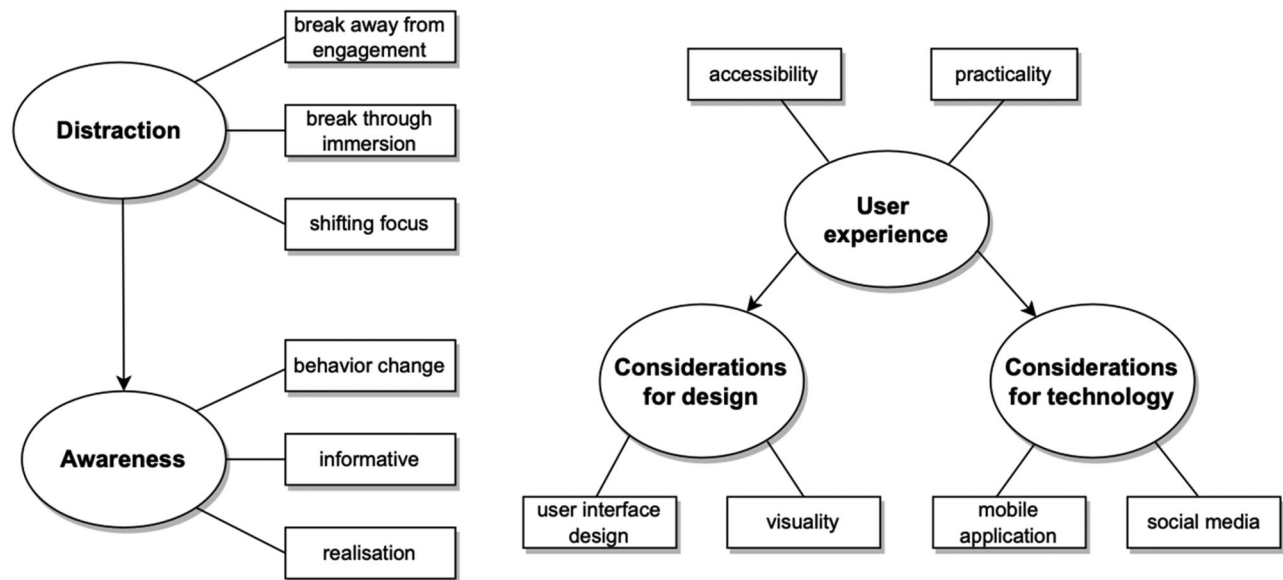 break away from
engagement
Distraction
break through
immersion
shifting focus
behavior change
Awareness
informative
realisation
accessibility
practicality
User
experience
Considerations
for design
Considerations
for technology
user interface
design
visuality
mobile
application
social media